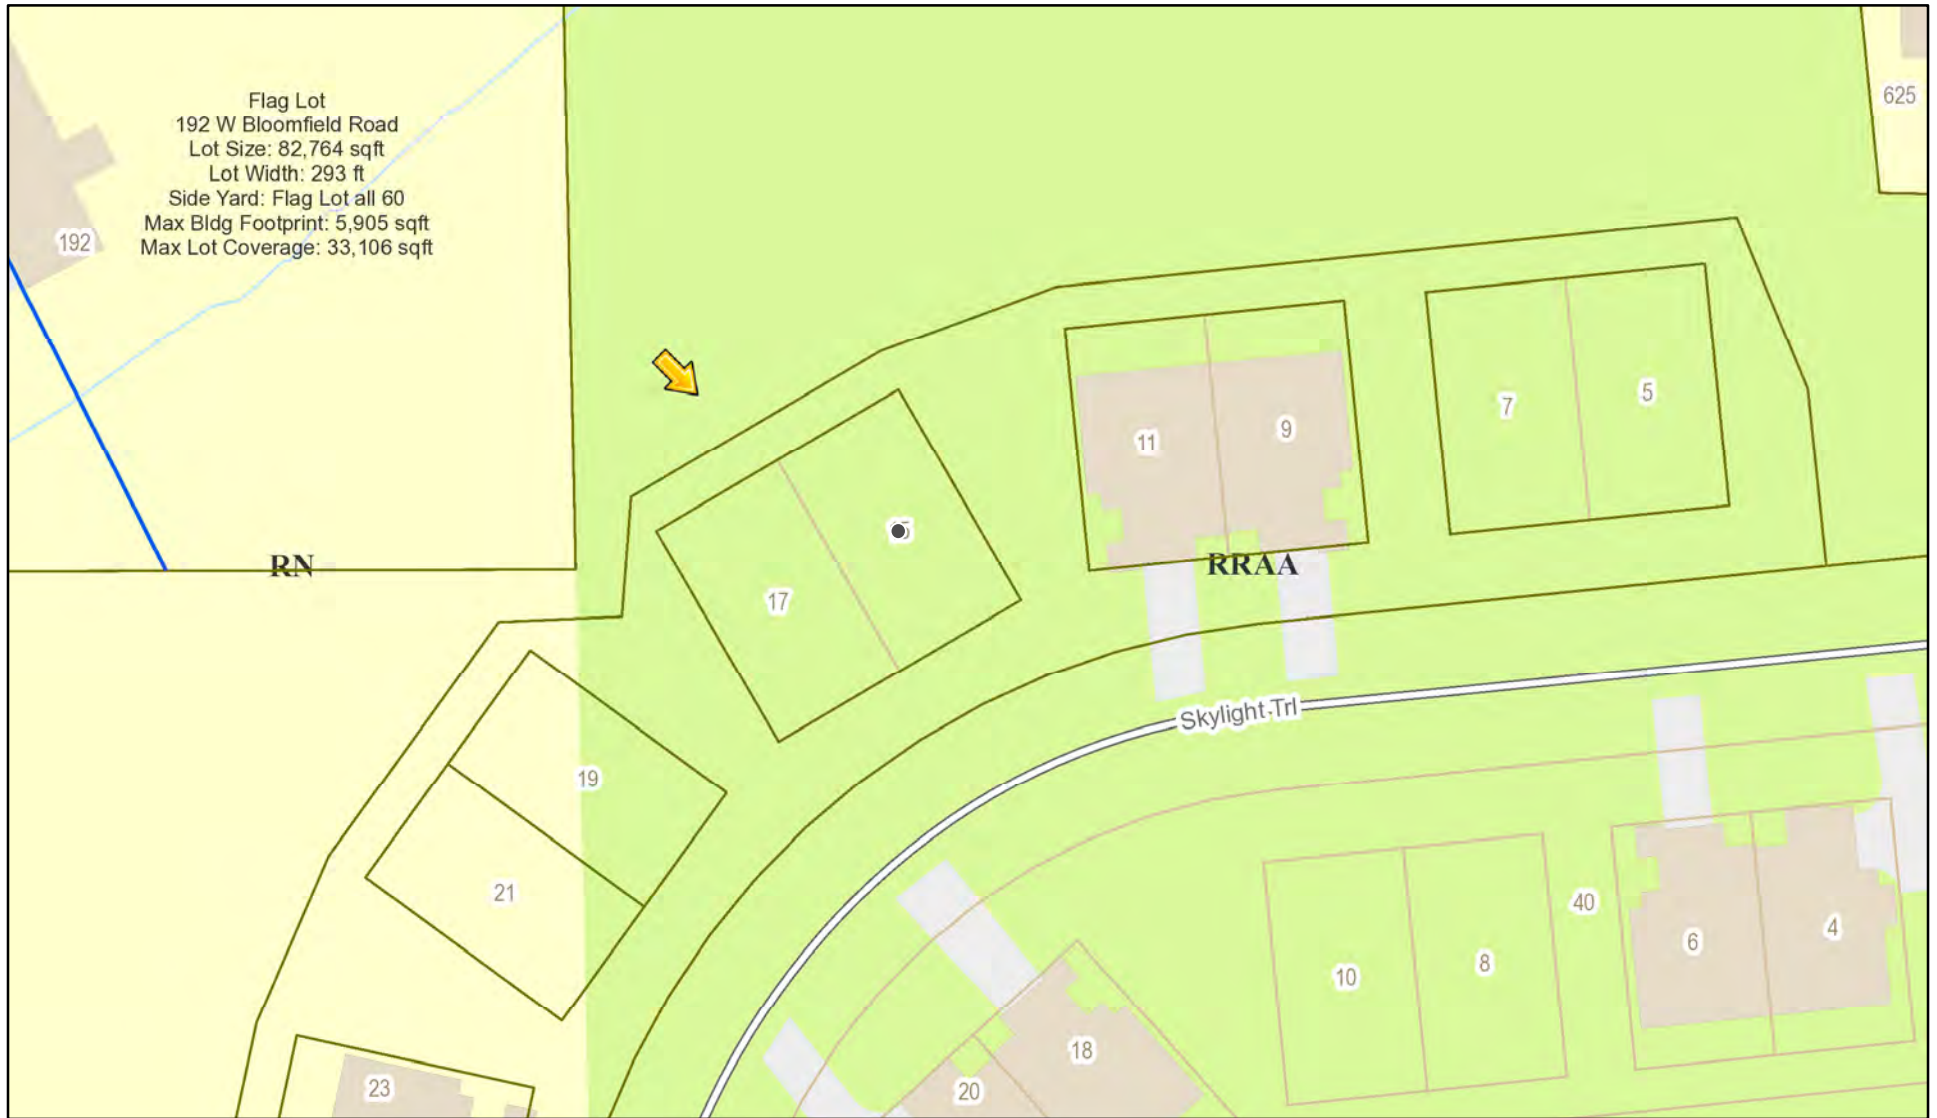 Flag Lot
192 W Bloomfield Road
Lot Size: 82,764 sqft
Lot Width: 293 ft
Side Yard: Flag Lot all 60
Max Bldg Footprint: 5,905 sqft
Max Lot Coverage: 33,106 sqft
192
625
5
7
9
11
17
RN
RRAA
Skylight Trl
19
21
23
40
10
8
6
4
18
20